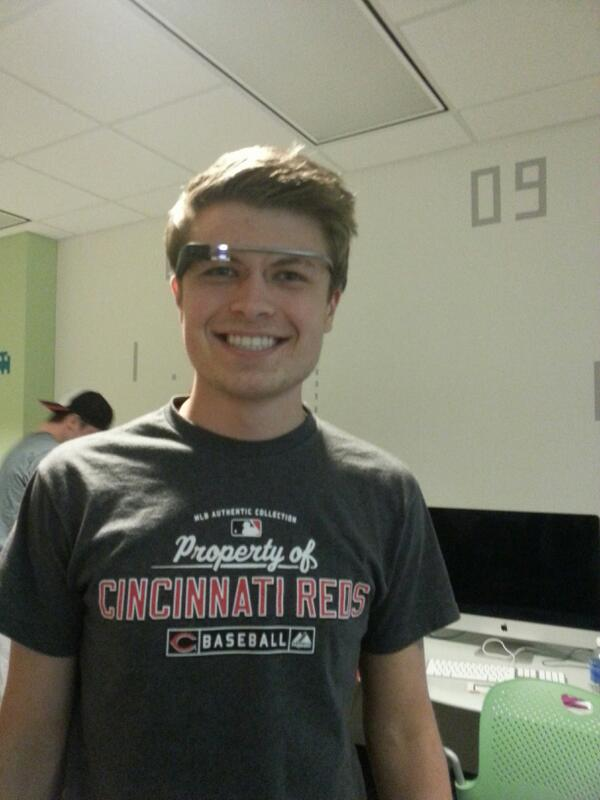 09
MLB AUTHENTIC COLLECTION
Property of
CINCINNATI REDS
C BASEBALL